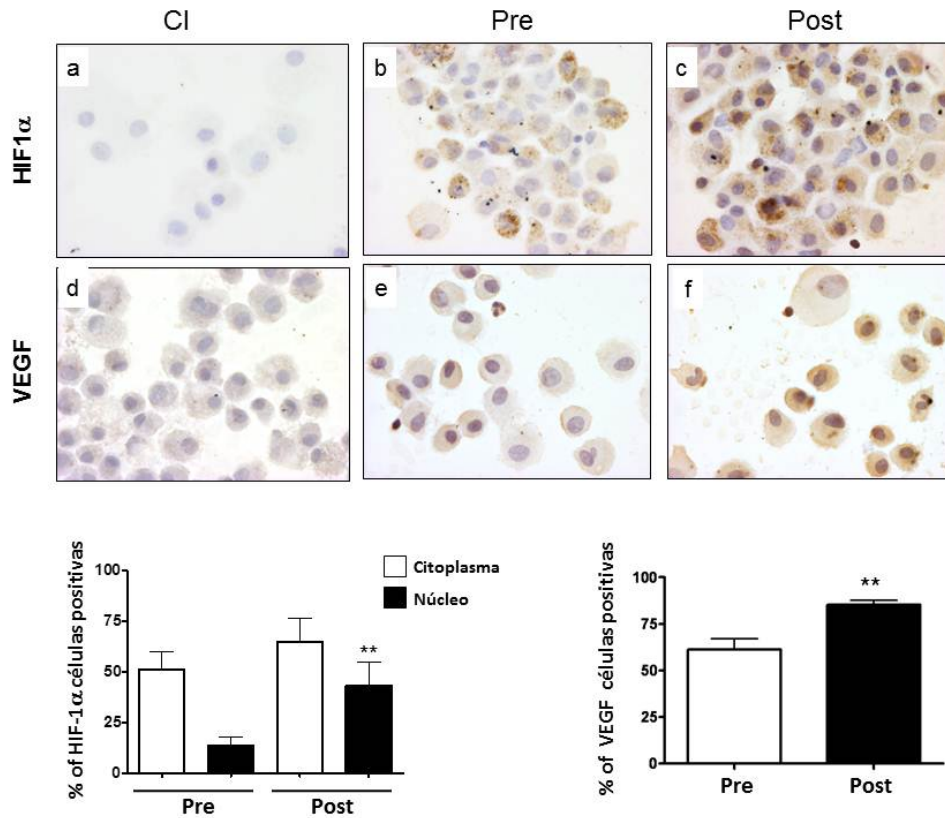 CI Pre Post
HIF1α
a b c
VEGF
d e f
% of HIF-1α células positivas
100
75
50
25
0
Citoplasma
Núcleo
**
Pre Post
% of VEGF células positivas
100
75
50
25
0
**
Pre Post